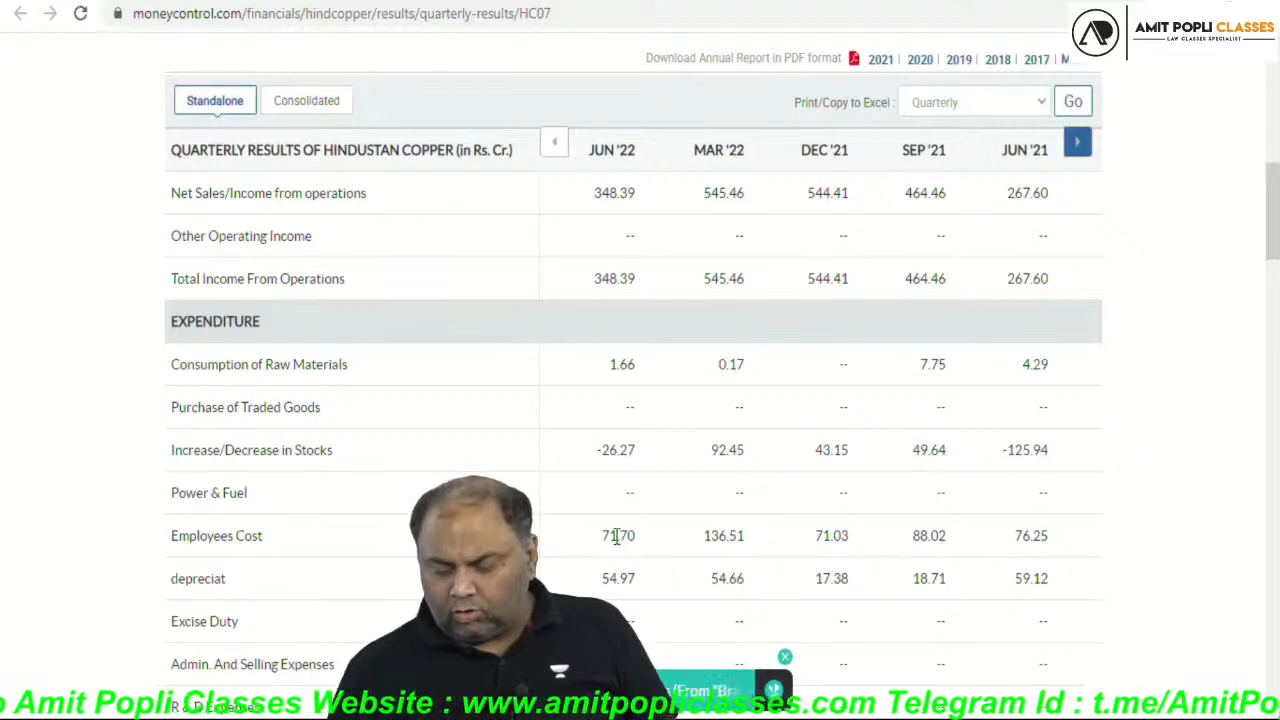 moneycontrol.com/financials/hindcopper/results/quarterly-results/HC07
AMIT POPLI CLASSES
LAW CLASSES SPECIALIST
Download Annual Report in PDF format 2021 | 2020 | 2019 | 2018 | 2017 | M
Standalone Consolidated Print/Copy to Excel : Quarterly Go
QUARTERLY RESULTS OF HINDUSTAN COPPER (in Rs. Cr.) JUN '22 MAR '22 DEC '21 SEP '21 JUN '21
Net Sales/Income from operations 348.39 545.46 544.41 464.46 267.60
Other Operating Income -- -- -- -- --
Total Income From Operations 348.39 545.46 544.41 464.46 267.60
EXPENDITURE
Consumption of Raw Materials 1.66 0.17 -- 7.75 4.29
Purchase of Traded Goods -- -- -- -- --
Increase/Decrease in Stocks -26.27 92.45 43.15 49.64 -125.94
Power & Fuel -- -- -- -- --
Employees Cost 71.70 136.51 71.03 88.02 76.25
depreciat 54.97 54.66 17.38 18.71 59.12
Excise Duty -- -- -- -- --
Admin. And Selling Expenses -- -- -- --
s/From "Bra
o Amit Popli Classes Website : www.amitpopliclasses.com Telegram Id : t.me/AmitPo